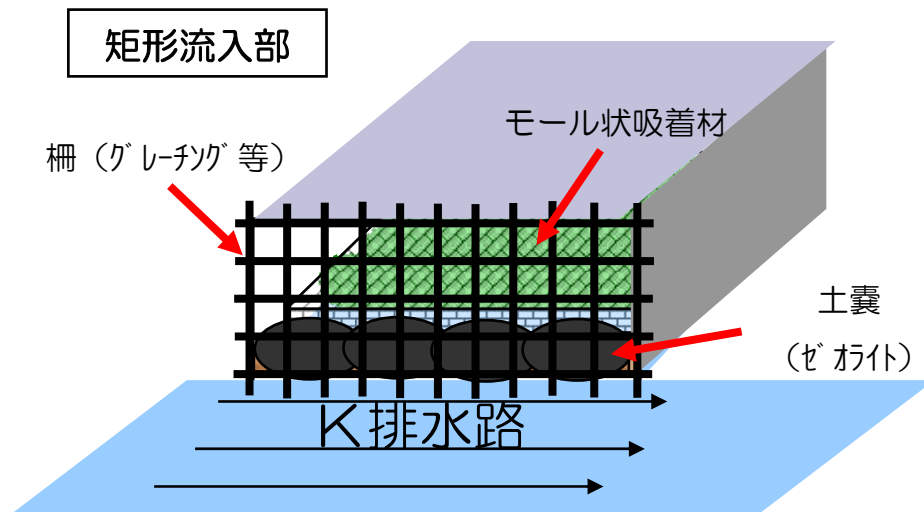 矩形流入部
モール状吸着材
柵（ｸﾞﾚｰﾁﾝｸﾞ等）
土嚢
（ｾﾞｵﾗｲﾄ）
K排水路